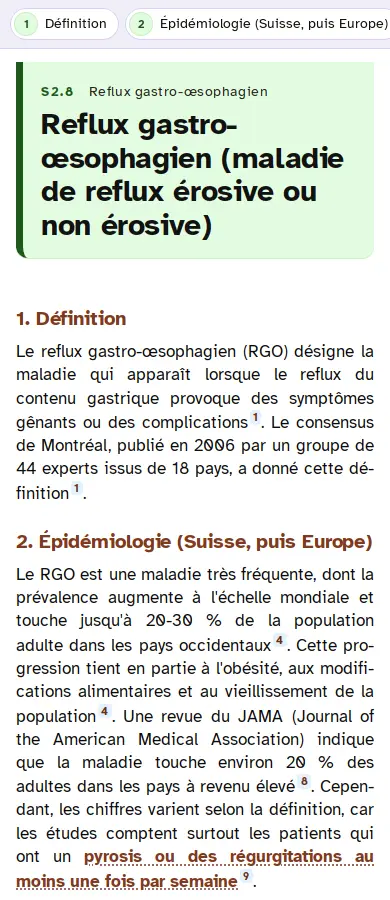 1 Définition 2 Épidémiologie (Suisse, puis Europe)
S2.8 Reflux gastro-œsophagien
Reflux gastro-
œsophagien (maladie
de reflux érosive ou
non érosive)
1. Définition
Le reflux gastro-œsophagien (RGO) désigne la
maladie qui apparaît lorsque le reflux du
contenu gastrique provoque des symptômes
gênants ou des complications 1. Le consensus
de Montréal, publié en 2006 par un groupe de
44 experts issus de 18 pays, a donné cette dé-
finition 1.
2. Épidémiologie (Suisse, puis Europe)
Le RGO est une maladie très fréquente, dont la
prévalence augmente à l'échelle mondiale et
touche jusqu'à 20-30 % de la population
adulte dans les pays occidentaux 4. Cette pro-
gression tient en partie à l'obésité, aux modifi-
cations alimentaires et au vieillissement de la
population 4. Une revue du JAMA (Journal of
the American Medical Association) indique
que la maladie touche environ 20 % des
adultes dans les pays à revenu élevé 8. Cepen-
dant, les chiffres varient selon la définition, car
les études comptent surtout les patients qui
ont un pyrosis ou des régurgitations au
moins une fois par semaine 9.